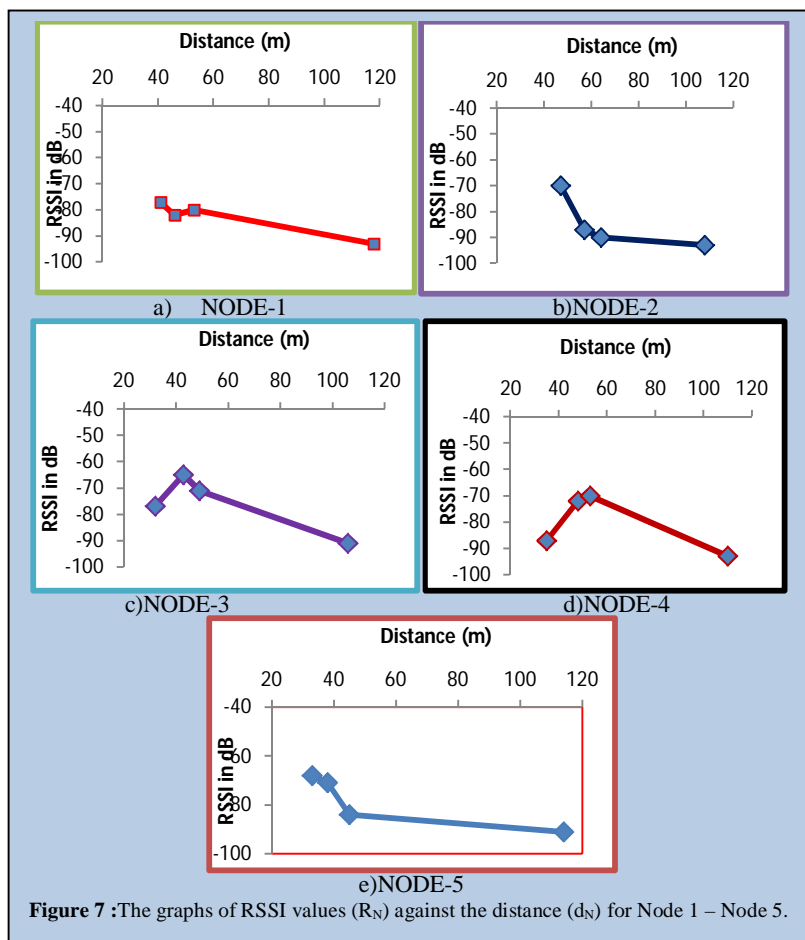 Distance (m)
20 40 60 80 100 120
-40
-50
-60
-70
-80
-90
-100
RSSI in dB
a) NODE-1
Distance (m)
20 40 60 80 100 120
-40
-50
-60
-70
-80
-90
-100
RSSI in dB
b)NODE-2
Distance (m)
20 40 60 80 100 120
-40
-50
-60
-70
-80
-90
-100
RSSI in dB
c)NODE-3
Distance (m)
20 40 60 80 100 120
-40
-50
-60
-70
-80
-90
-100
RSSI in dB
d)NODE-4
Distance (m)
20 40 60 80 100 120
-40
-60
-80
-100
RSSI in dB
e)NODE-5
Figure 7 :The graphs of RSSI values (RN) against the distance (dN) for Node 1 – Node 5.